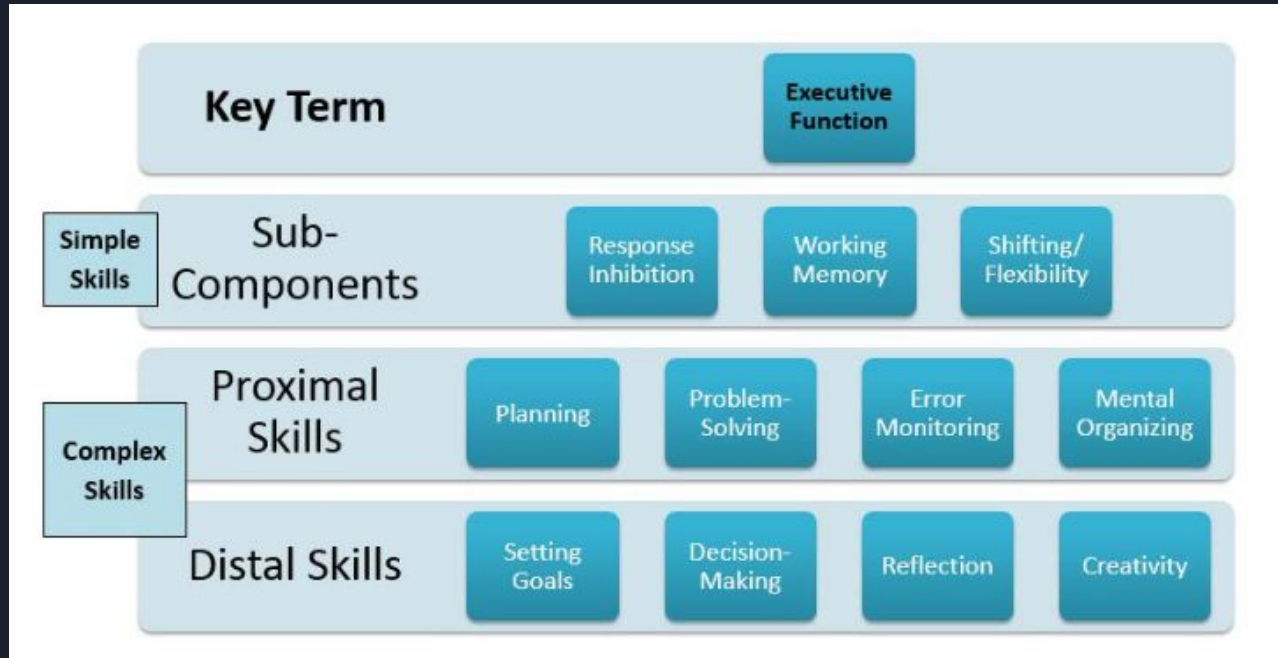 Key Term
Executive
Function
Simple
Skills
Sub-
Components
Response
Inhibition
Working
Memory
Shifting/
Flexibility
Complex
Skills
Proximal
Skills
Planning
Problem-
Solving
Error
Monitoring
Mental
Organizing
Distal Skills
Setting
Goals
Decision-
Making
Reflection
Creativity